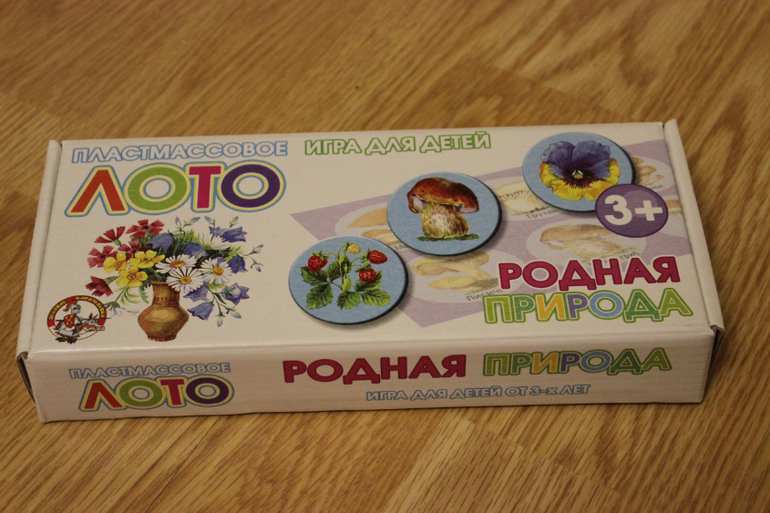 ПЛАСТМАССОВОЕ
ЛОТО
ИГРА ДЛЯ ДЕТЕЙ
3+
РОДНАЯ
ПРИРОДА
ПЛАСТМАССОВОЕ
ЛОТО
РОДНАЯ ПРИРОДА
ИГРА ДЛЯ ДЕТЕЙ ОТ 3-Х ЛЕТ